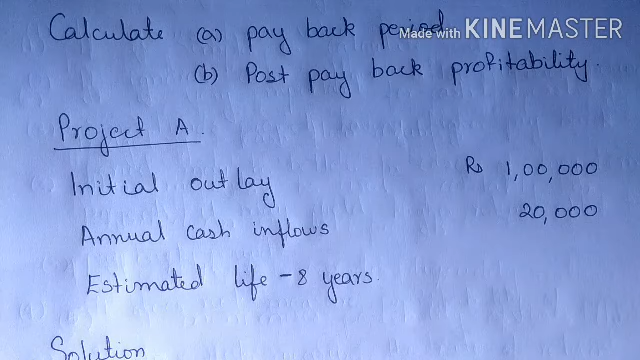 Calculate (a) pay back period
Made with KINEMASTER
(b) Post pay back profitability.
Project A.
Initial outlay Rs 1,00,000
Annual cash inflows 20,000
Estimated life - 8 years.
Solution